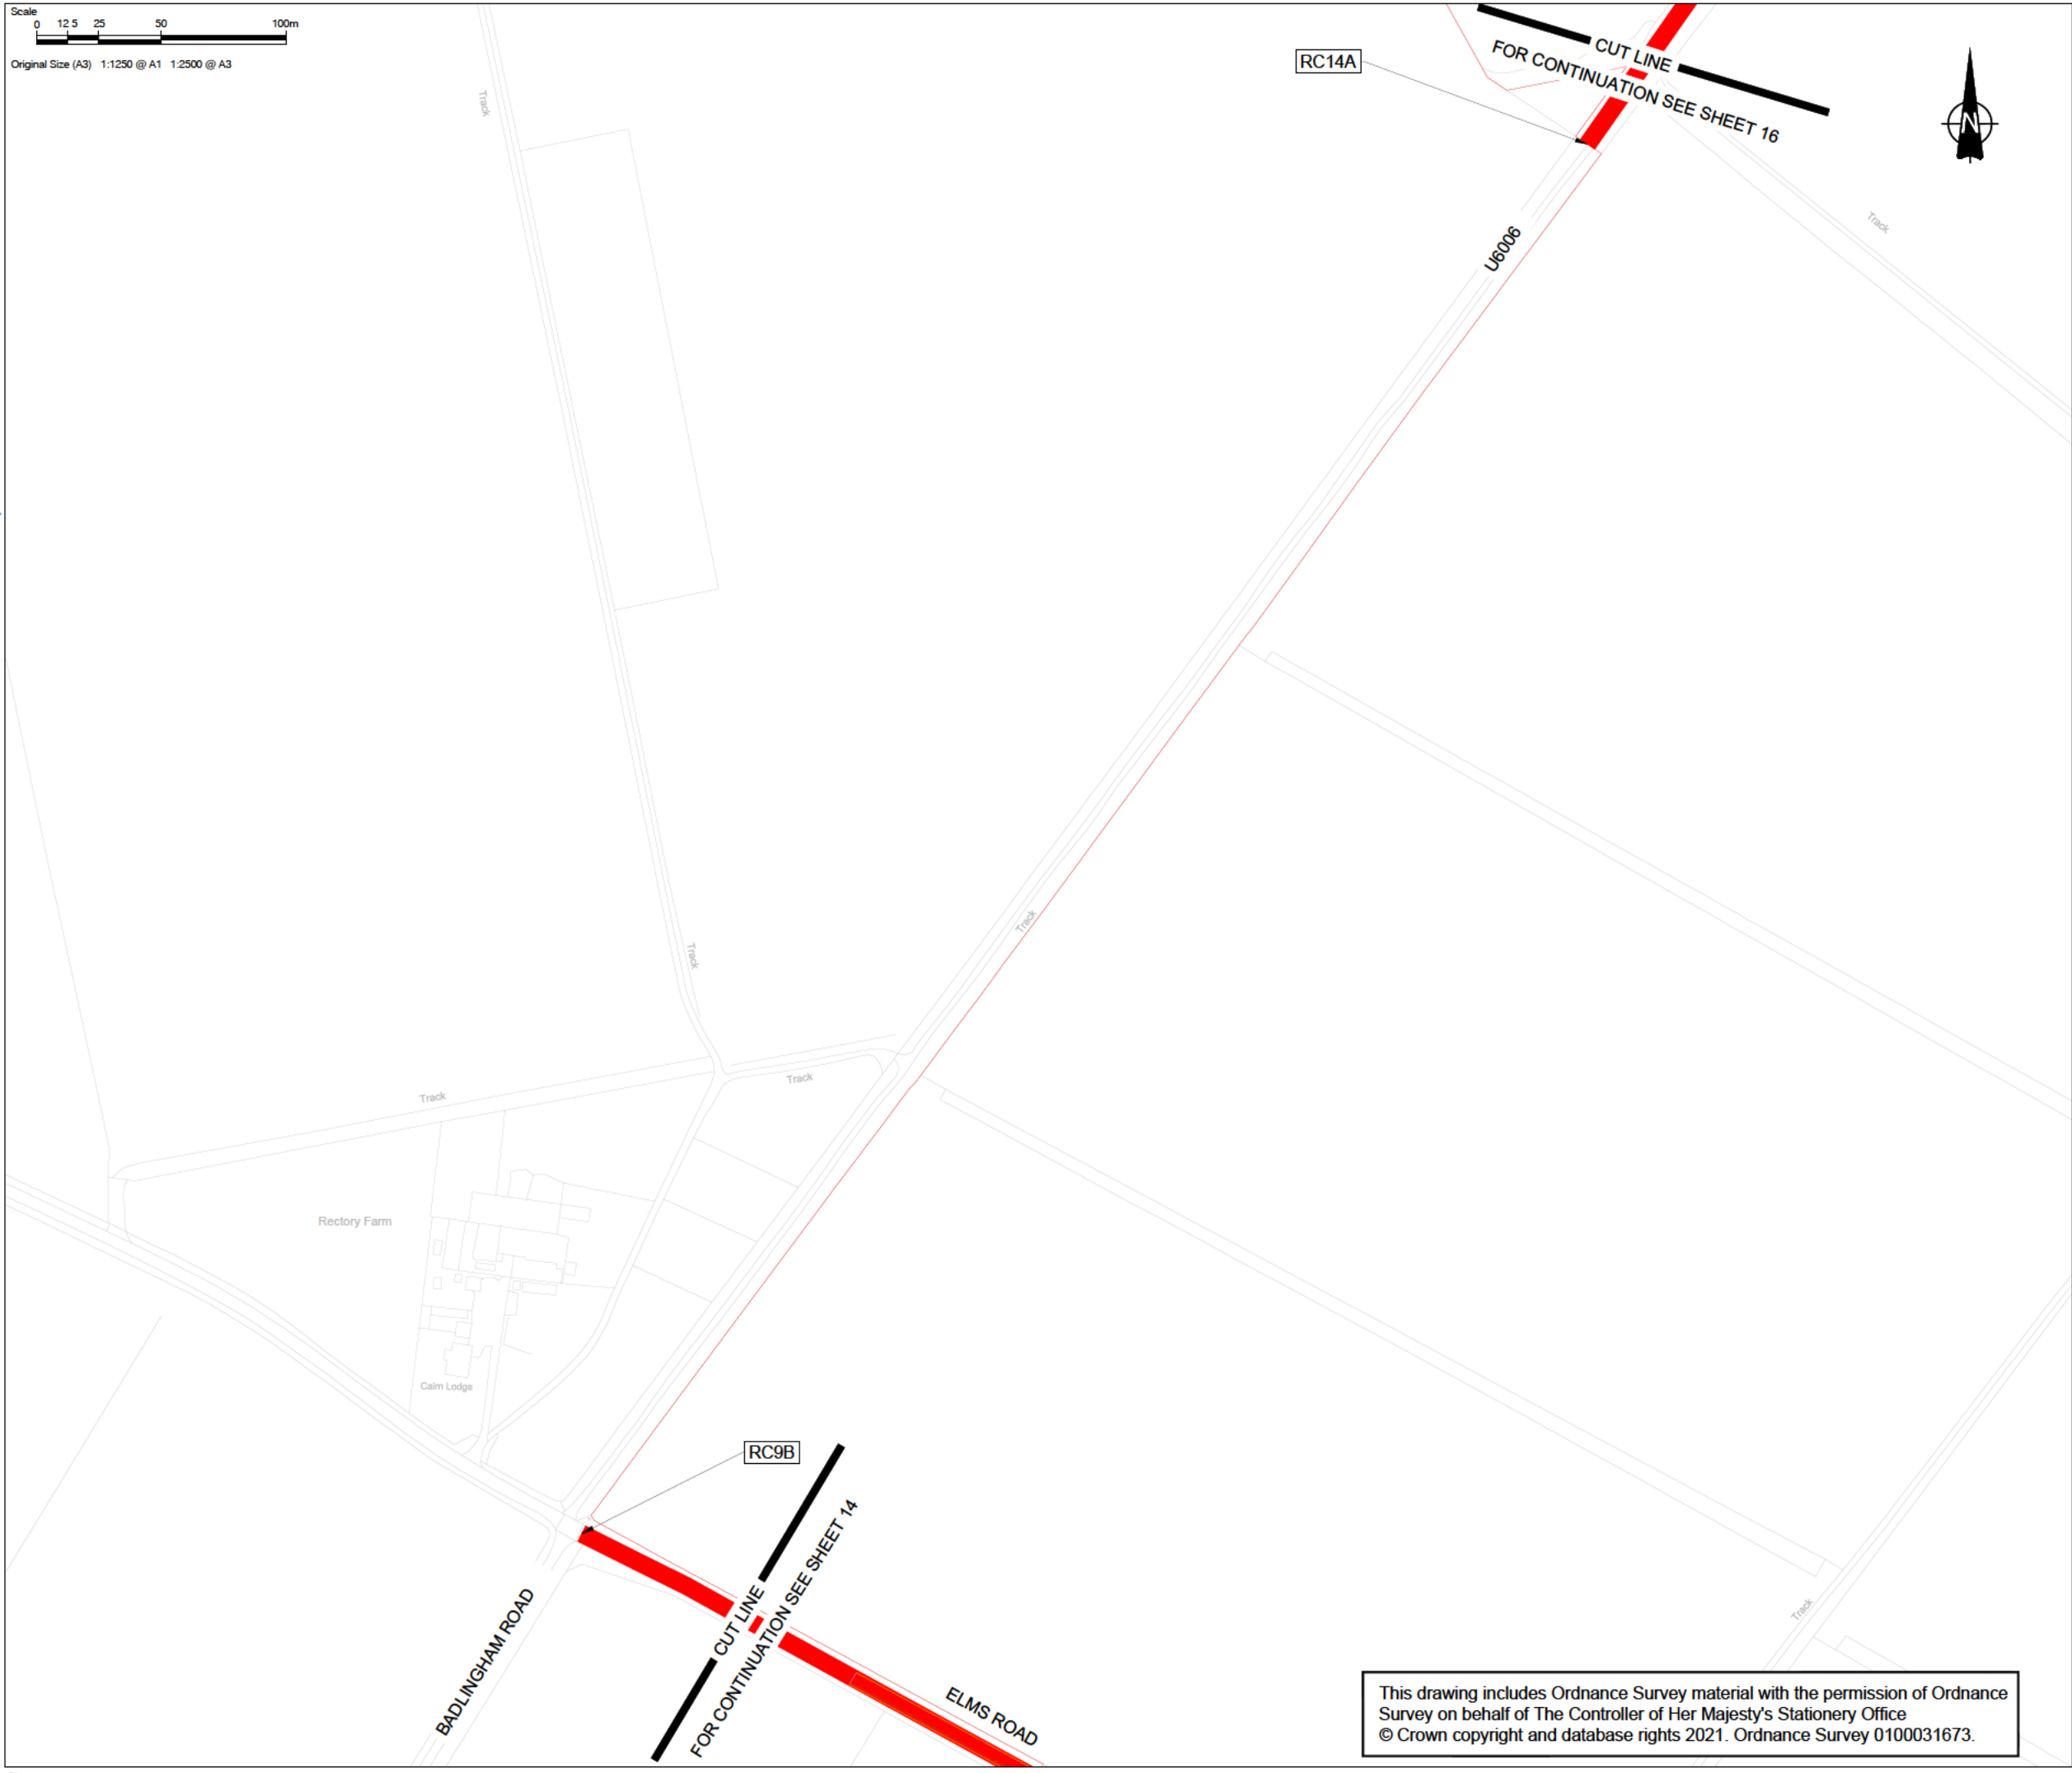 Scale
0 12 5 25 50 100m
Original Size (A3) 1:1250 @ A1 1:2500 @ A3
RC14A
CUT LINE
FOR CONTINUATION SEE SHEET 16
N
Track
Track
U6006
Track
Track
Track
Track
Rectory Farm
Calm Lodge
RC9B
CUT LINE
FOR CONTINUATION SEE SHEET 14
BADLINGHAM ROAD
ELMS ROAD
Track
This drawing includes Ordnance Survey material with the permission of Ordnance
Survey on behalf of The Controller of Her Majesty's Stationery Office
© Crown copyright and database rights 2021. Ordnance Survey 0100031673.